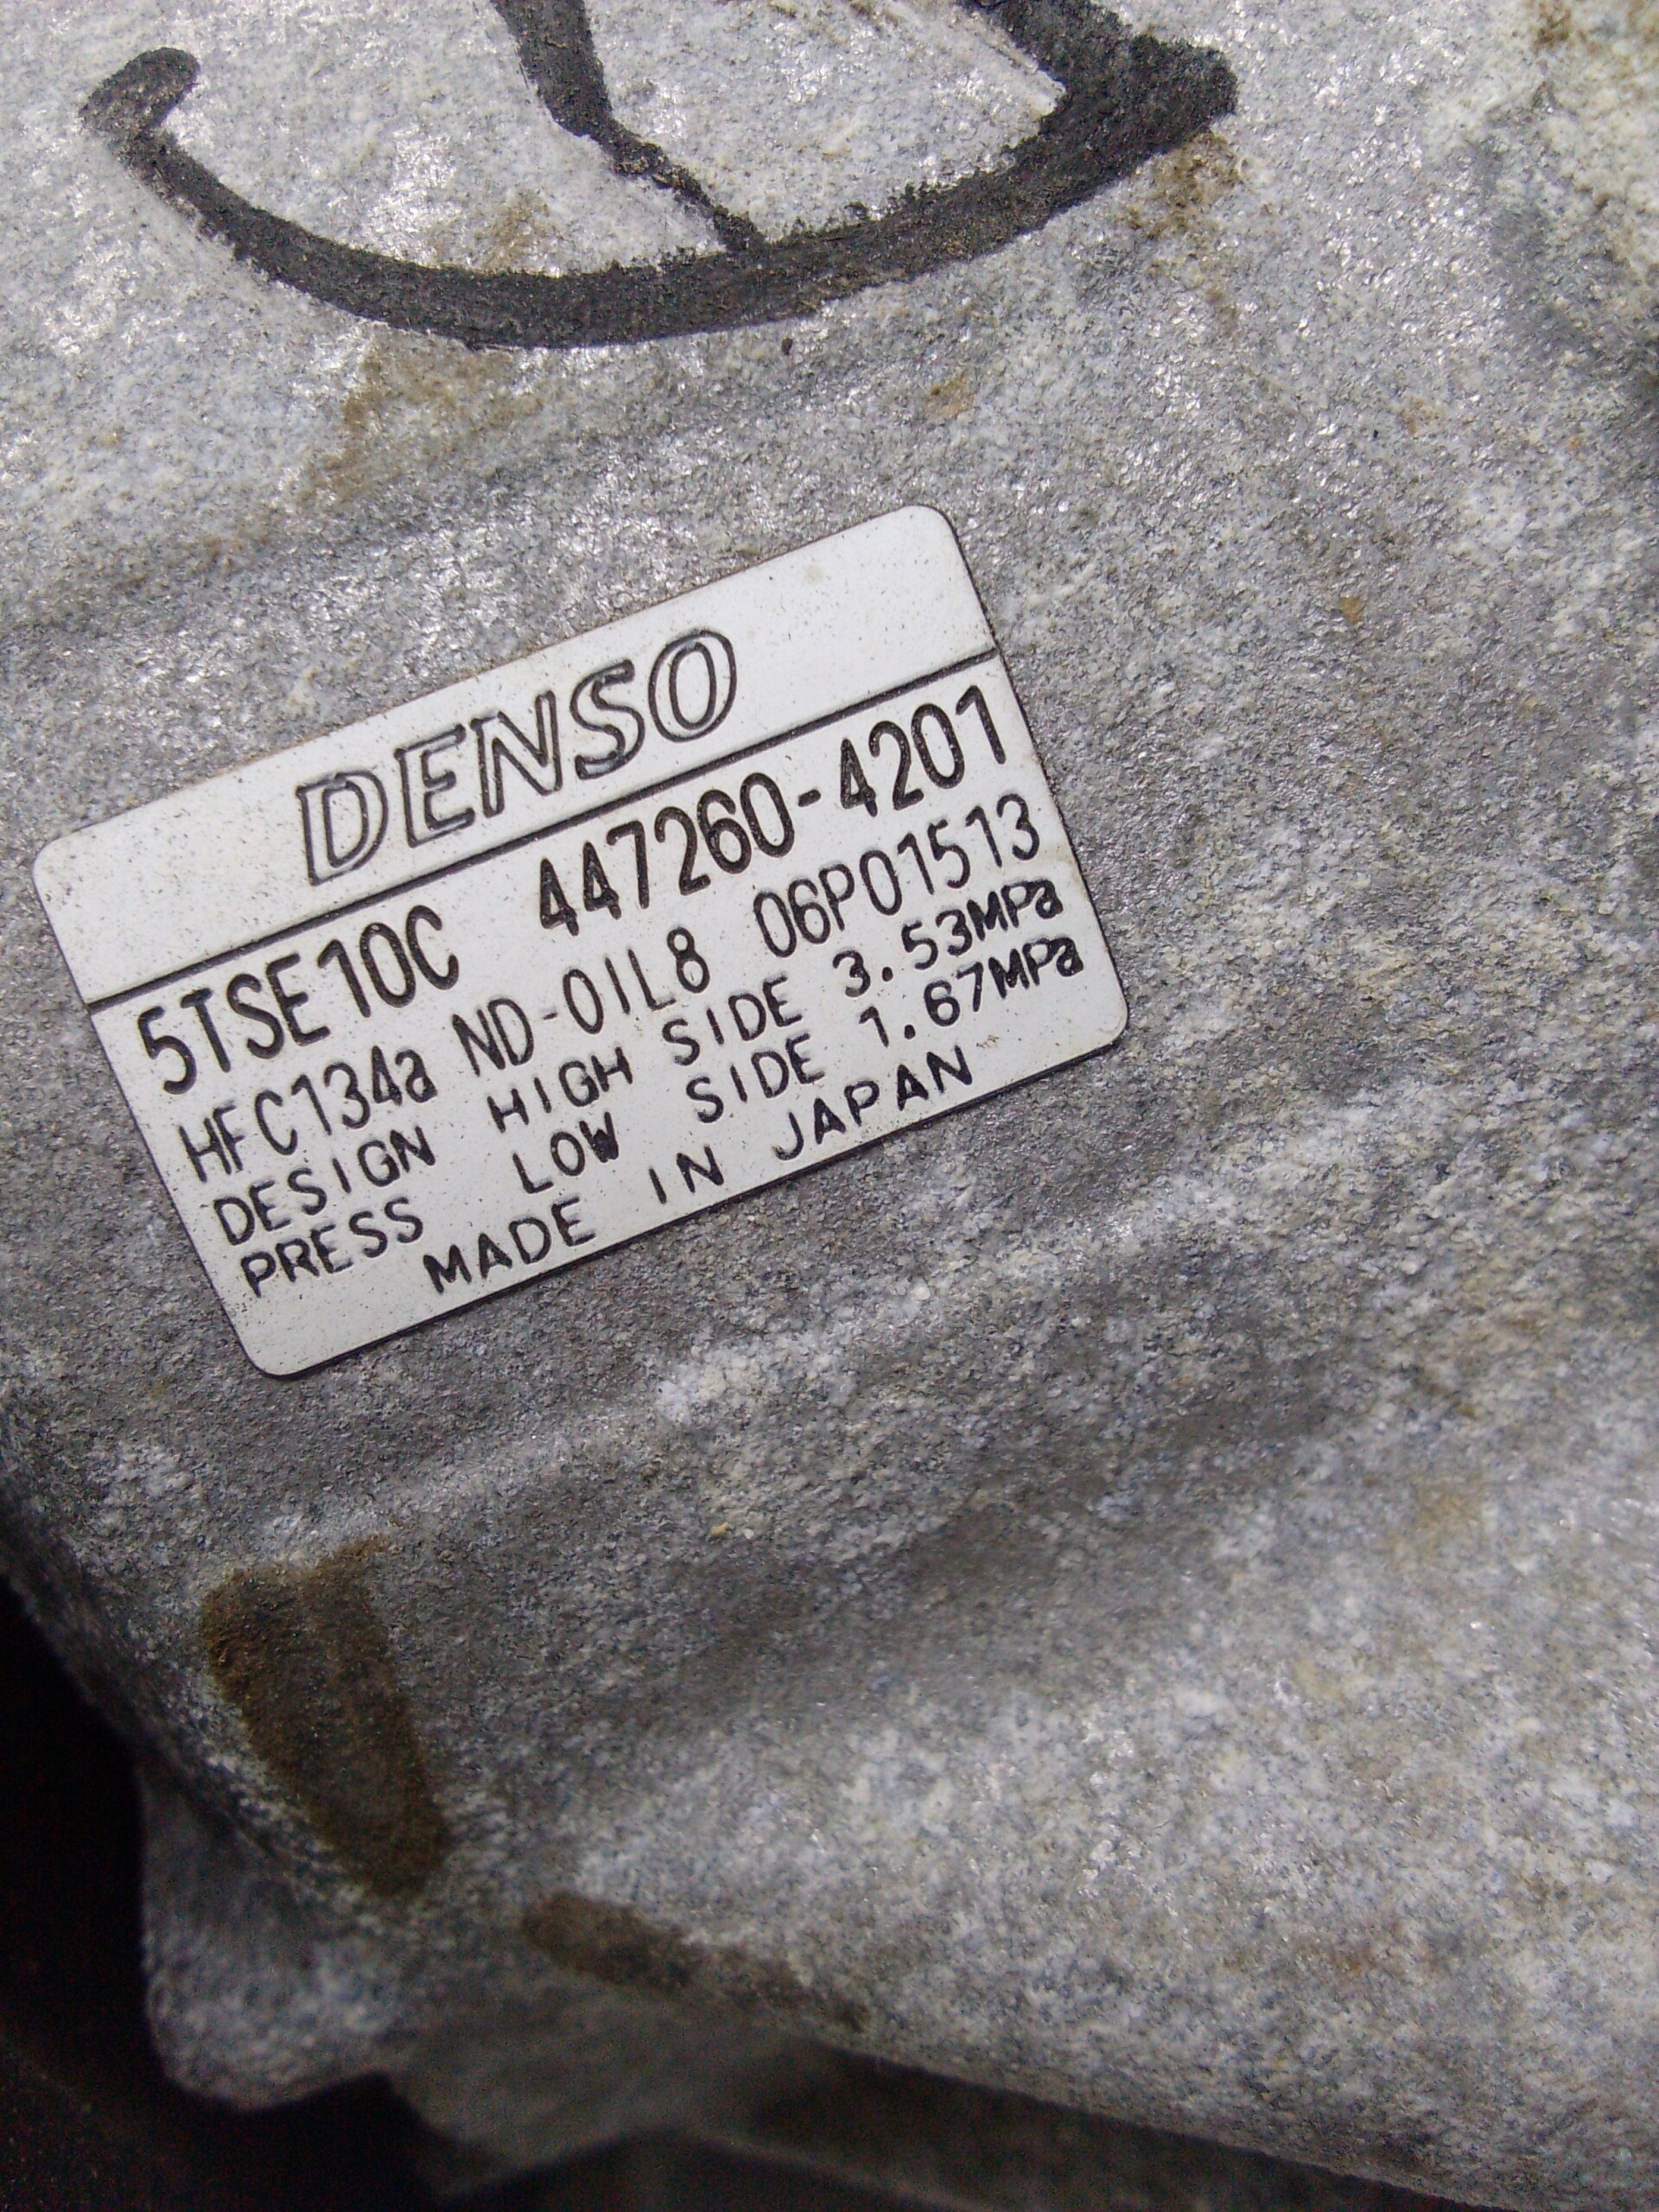 DENSO
5TSE10C 447260-4201
HFC134a ND-OIL8 06P01513
DESIGN HIGH SIDE 3.53MPa
PRESS LOW SIDE 1.67MPa
MADE IN JAPAN